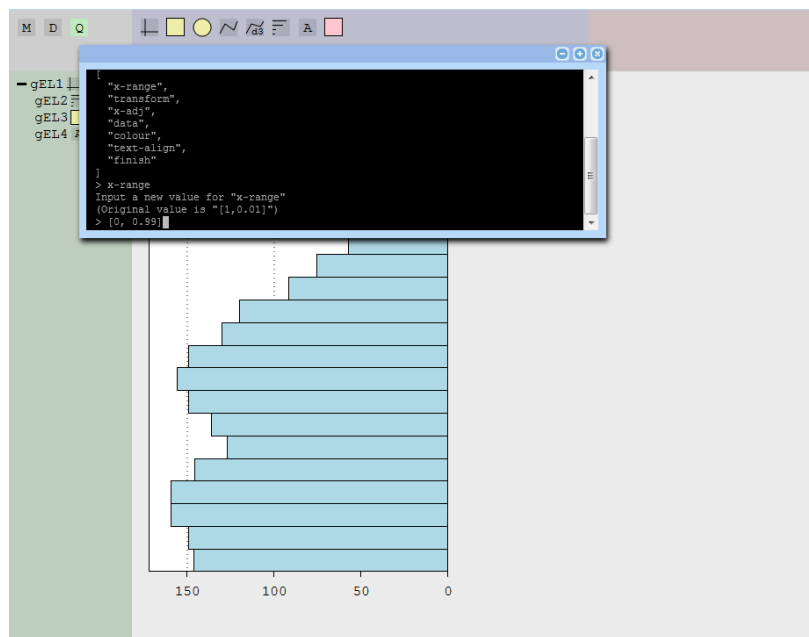 M D Q
d3 A
gEL1
gEL2
gEL3
gEL4
[
"x-range",
"transform",
"x-adj",
"data",
"colour",
"text-align",
"finish"
]
> x-range
Input a new value for "x-range"
(Original value is "[1,0.01]")
> [0, 0.99]
150 100 50 0